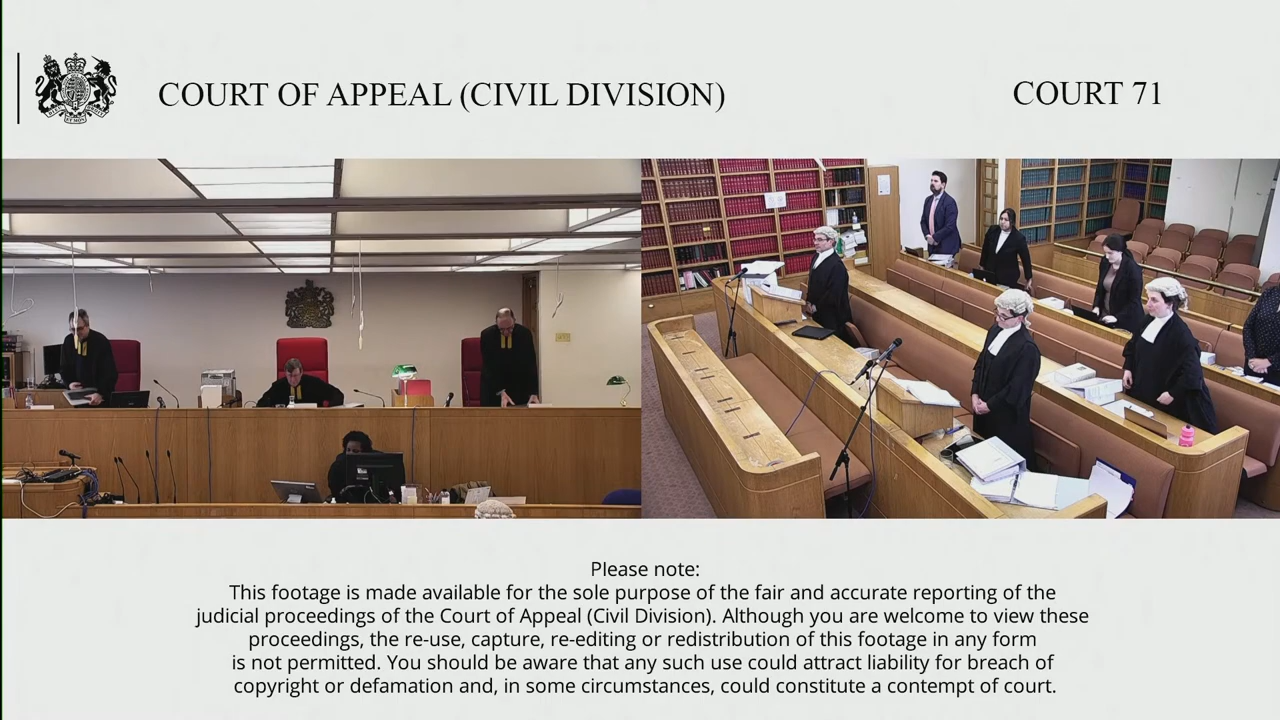 COURT OF APPEAL (CIVIL DIVISION)
COURT 71
Please note:
This footage is made available for the sole purpose of the fair and accurate reporting of the
judicial proceedings of the Court of Appeal (Civil Division). Although you are welcome to view these
proceedings, the re-use, capture, re-editing or redistribution of this footage in any form
is not permitted. You should be aware that any such use could attract liability for breach of
copyright or defamation and, in some circumstances, could constitute a contempt of court.